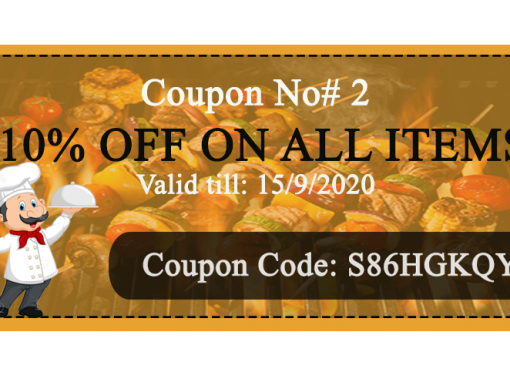 Coupon No# 2
10% OFF ON ALL ITEMS
Valid till: 15/9/2020
Coupon Code: S86HGKQY